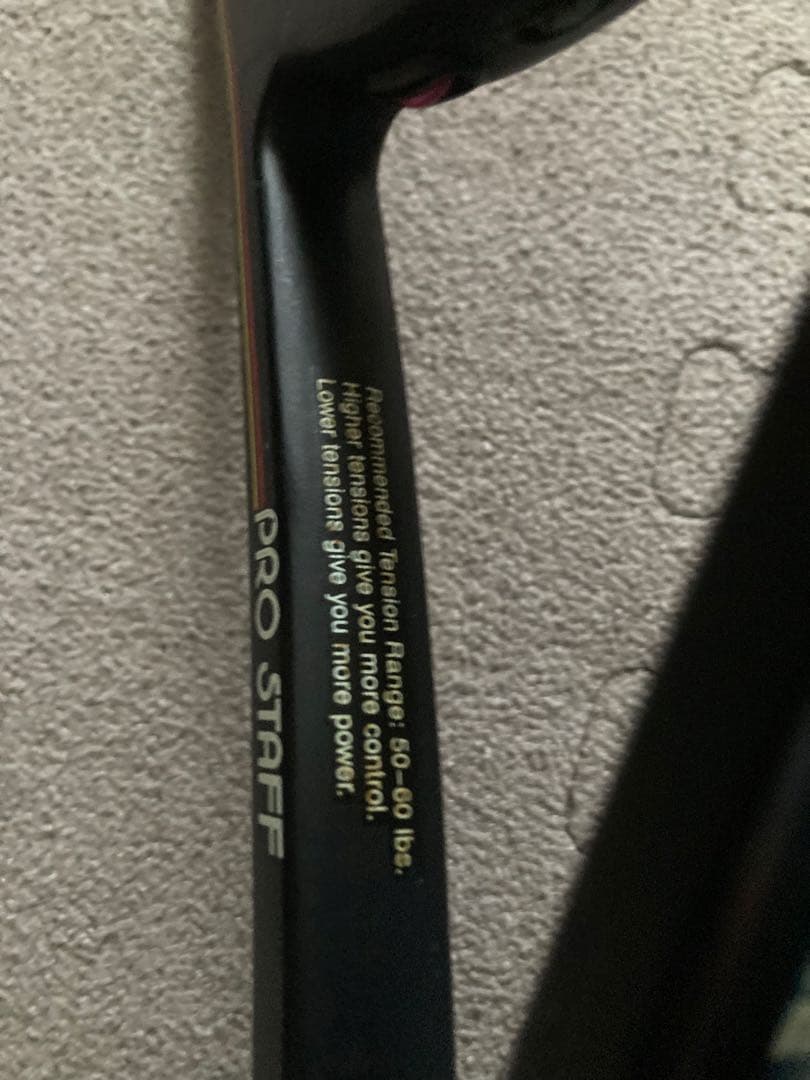 Recommended Tension Range: 50-60 lbs.
Higher tensions give you more control.
Lower tensions give you more power.
PRO STAFF